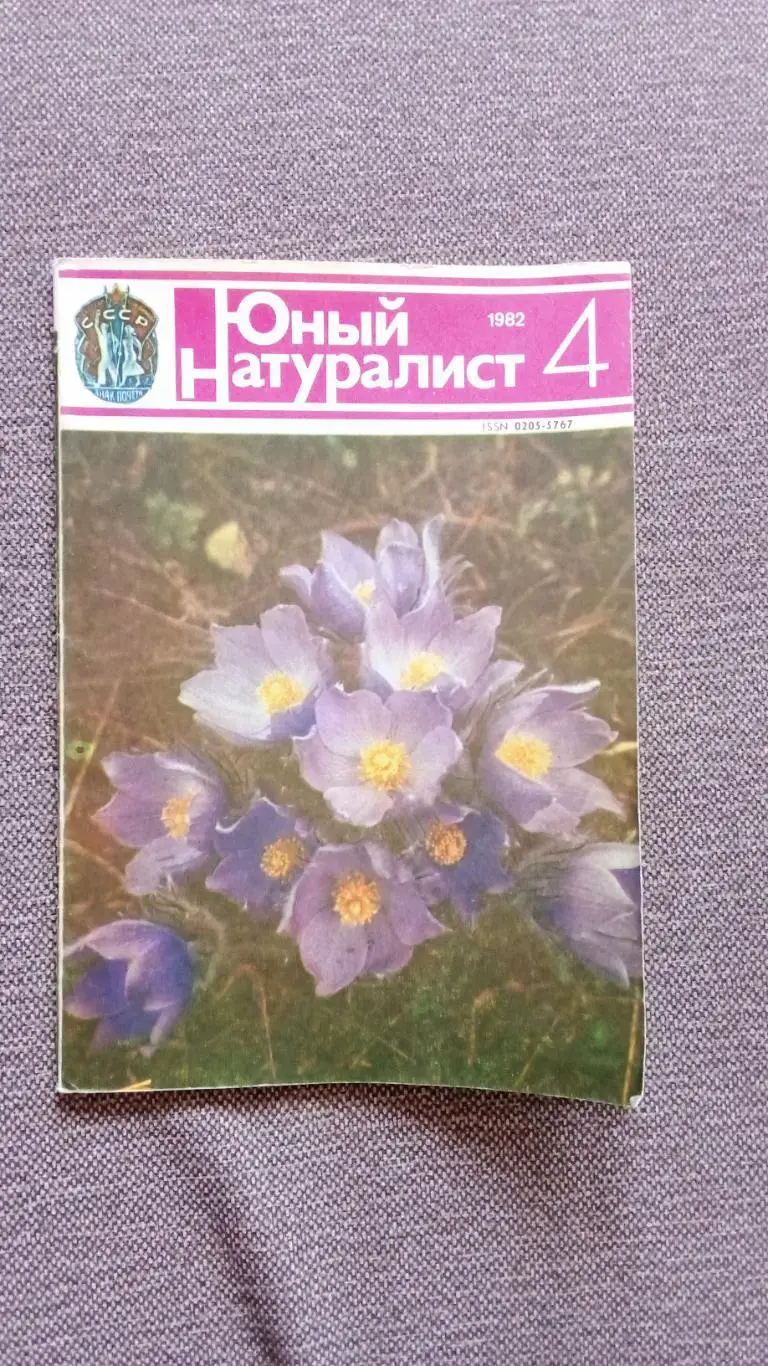 СССР
ЗНАК ПОЧЕТА
Юный
Натуралист
1982
4
ISSN 0205-5767